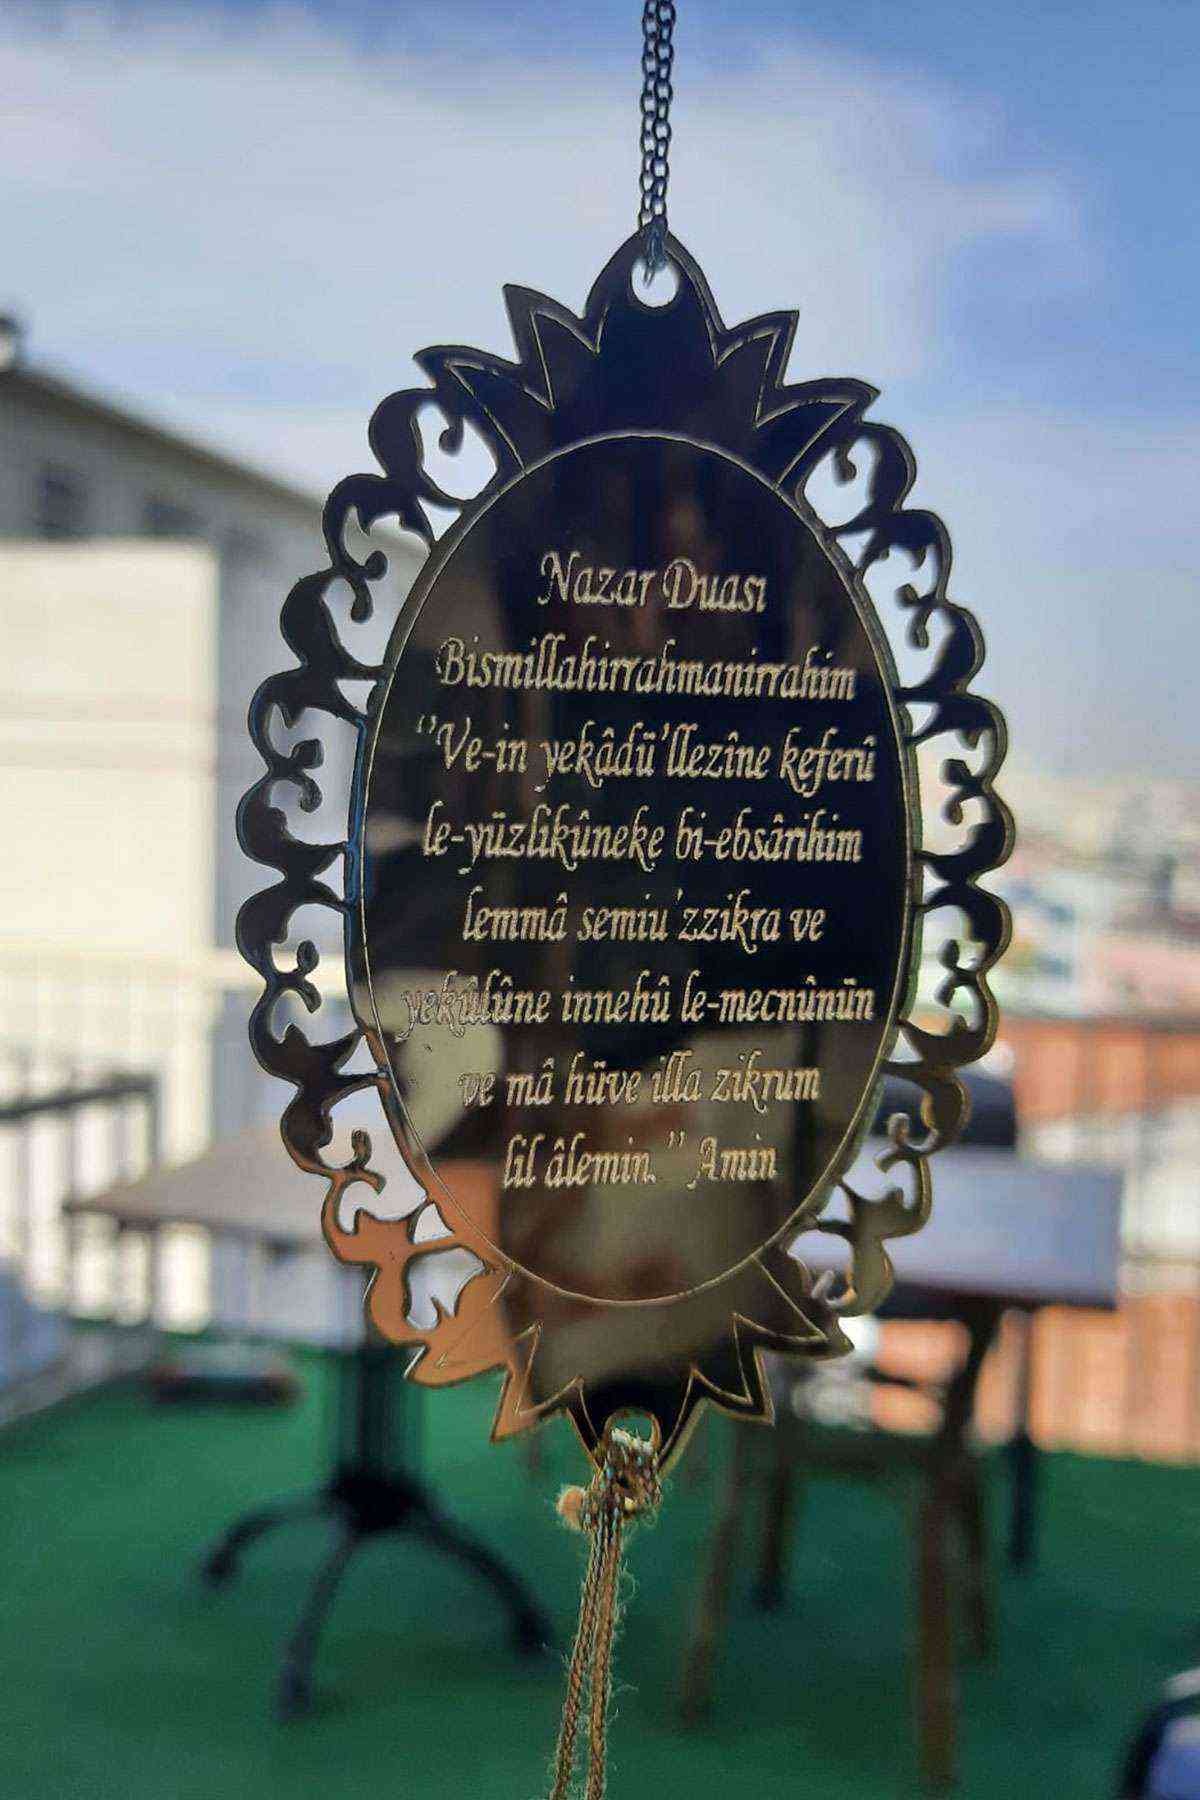 Nazar Duası
Bismillahirrahmanirrahim
''Ve-in yekâdü'llezîne keferû
le-yüzlikûneke bi-ebsârihim
lemmâ semiu'zzikra ve
yekûlûne innehû le-mecnûnün
ve mâ hüve illa zikrum
lil âlemin.'' Amin